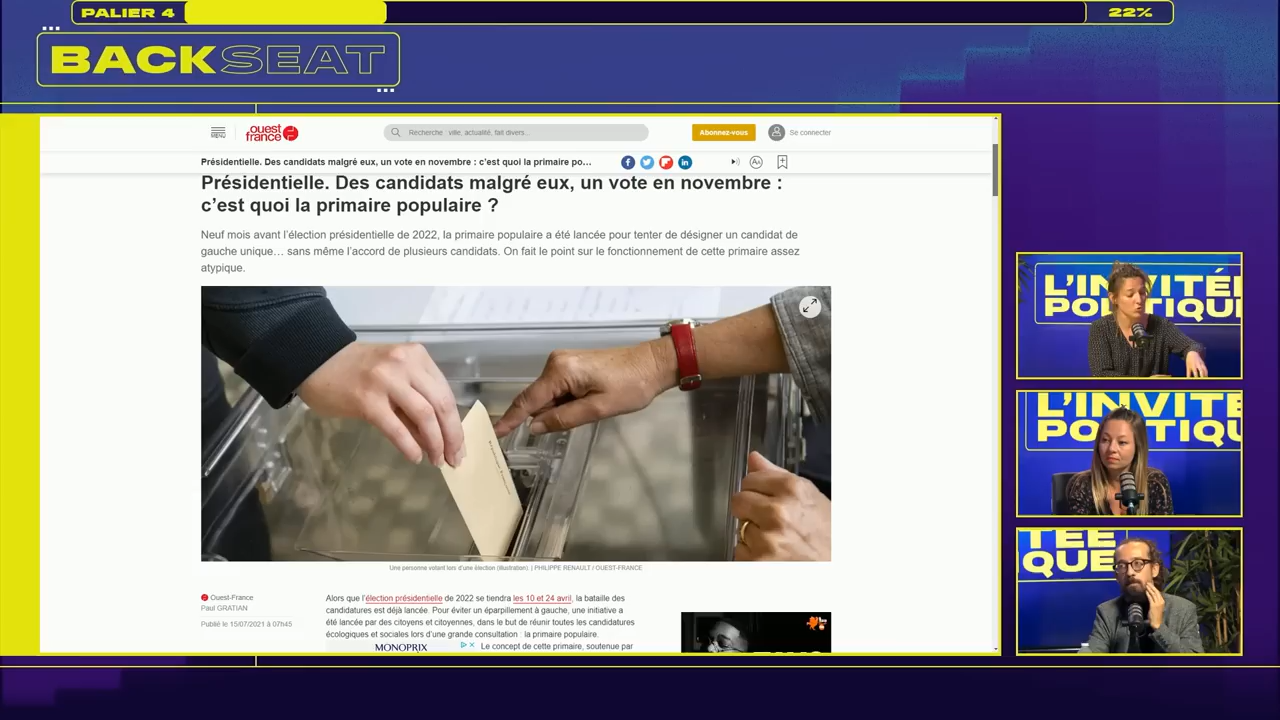 PALIER 4
22%
BACKSEAT
MENU
ouest
france
Recherche : ville, actualité, fait divers...
Abonnez-vous
Se connecter
Présidentielle. Des candidats malgré eux, un vote en novembre : c'est quoi la primaire po...
Présidentielle. Des candidats malgré eux, un vote en novembre :
c'est quoi la primaire populaire ?
Neuf mois avant l'élection présidentielle de 2022, la primaire populaire a été lancée pour tenter de désigner un candidat de
gauche unique… sans même l'accord de plusieurs candidats. On fait le point sur le fonctionnement de cette primaire assez
atypique.
Une personne votant lors d'une élection (illustration). | PHILIPPE RENAULT / OUEST-FRANCE
Ouest-France
Paul GRATIAN
Publié le 15/07/2021 à 07h45
Alors que l'élection présidentielle de 2022 se tiendra les 10 et 24 avril, la bataille des
candidatures est déjà lancée. Pour éviter un éparpillement à gauche, une initiative a
été lancée par des citoyens et citoyennes, dans le but de réunir toutes les candidatures
écologiques et sociales lors d'une grande consultation : la primaire populaire.
MONOPRIX
Le concept de cette primaire, soutenue par
L'INVITÉE
POLITIQUE
L'INVITÉ
POLITIQU
TÉE
QUE